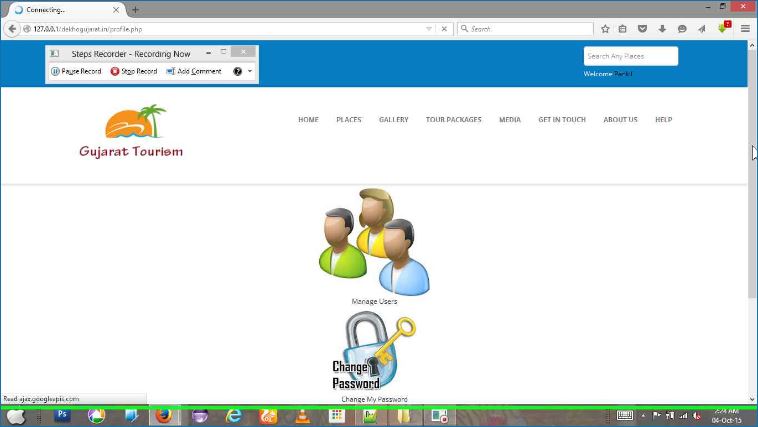 Connecting...
127.0.0.1/dekhogujarat.in/profile.php
Search
Steps Recorder - Recording Now
Pause Record
Stop Record
Add Comment
Search Any Places
Welcome
Gujarat Tourism
HOME
PLACES
GALLERY
TOUR PACKAGES
MEDIA
GET IN TOUCH
ABOUT US
HELP
Manage Users
Change Password
Change My Password
Read ajax.googleapis.com
Ps
2:24 AM
04-Oct-15